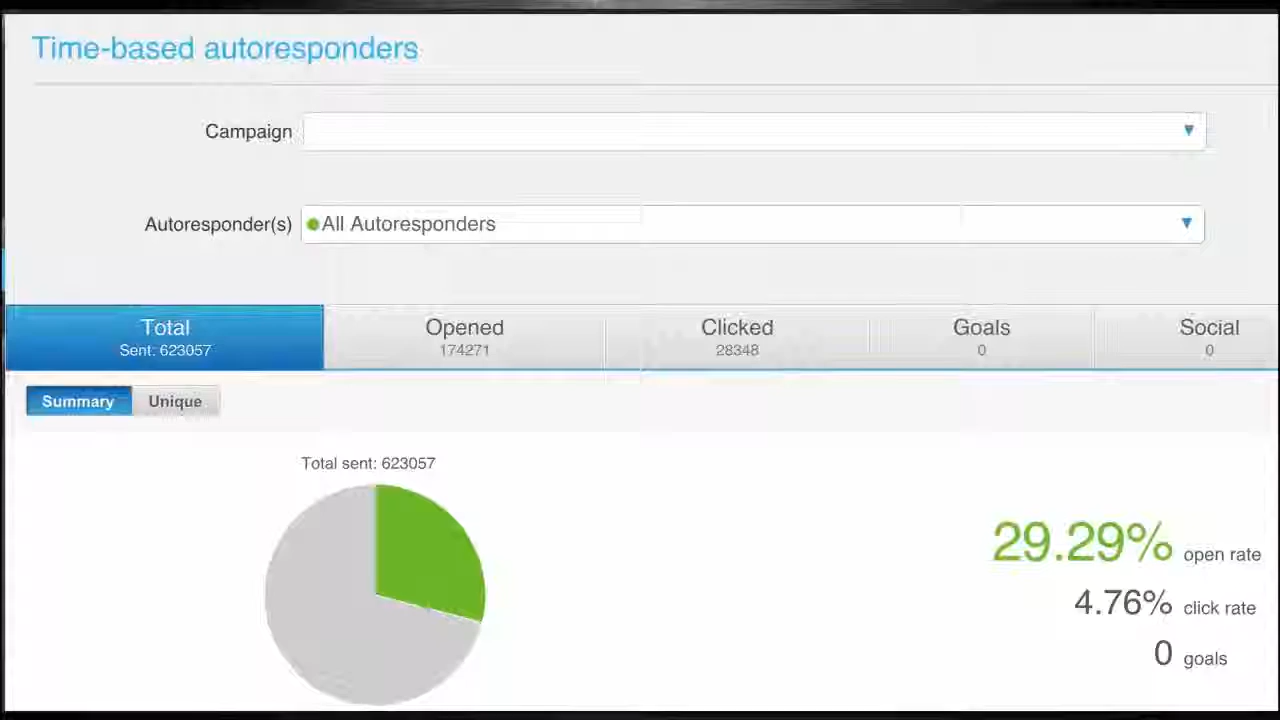 Time-based autoresponders
Campaign
Autoresponder(s) All Autoresponders
Total Opened Clicked Goals Social
Sent: 623057 174271 28348 0 0
Summary Unique
Total sent: 623057
29.29% open rate
4.76% click rate
0 goals